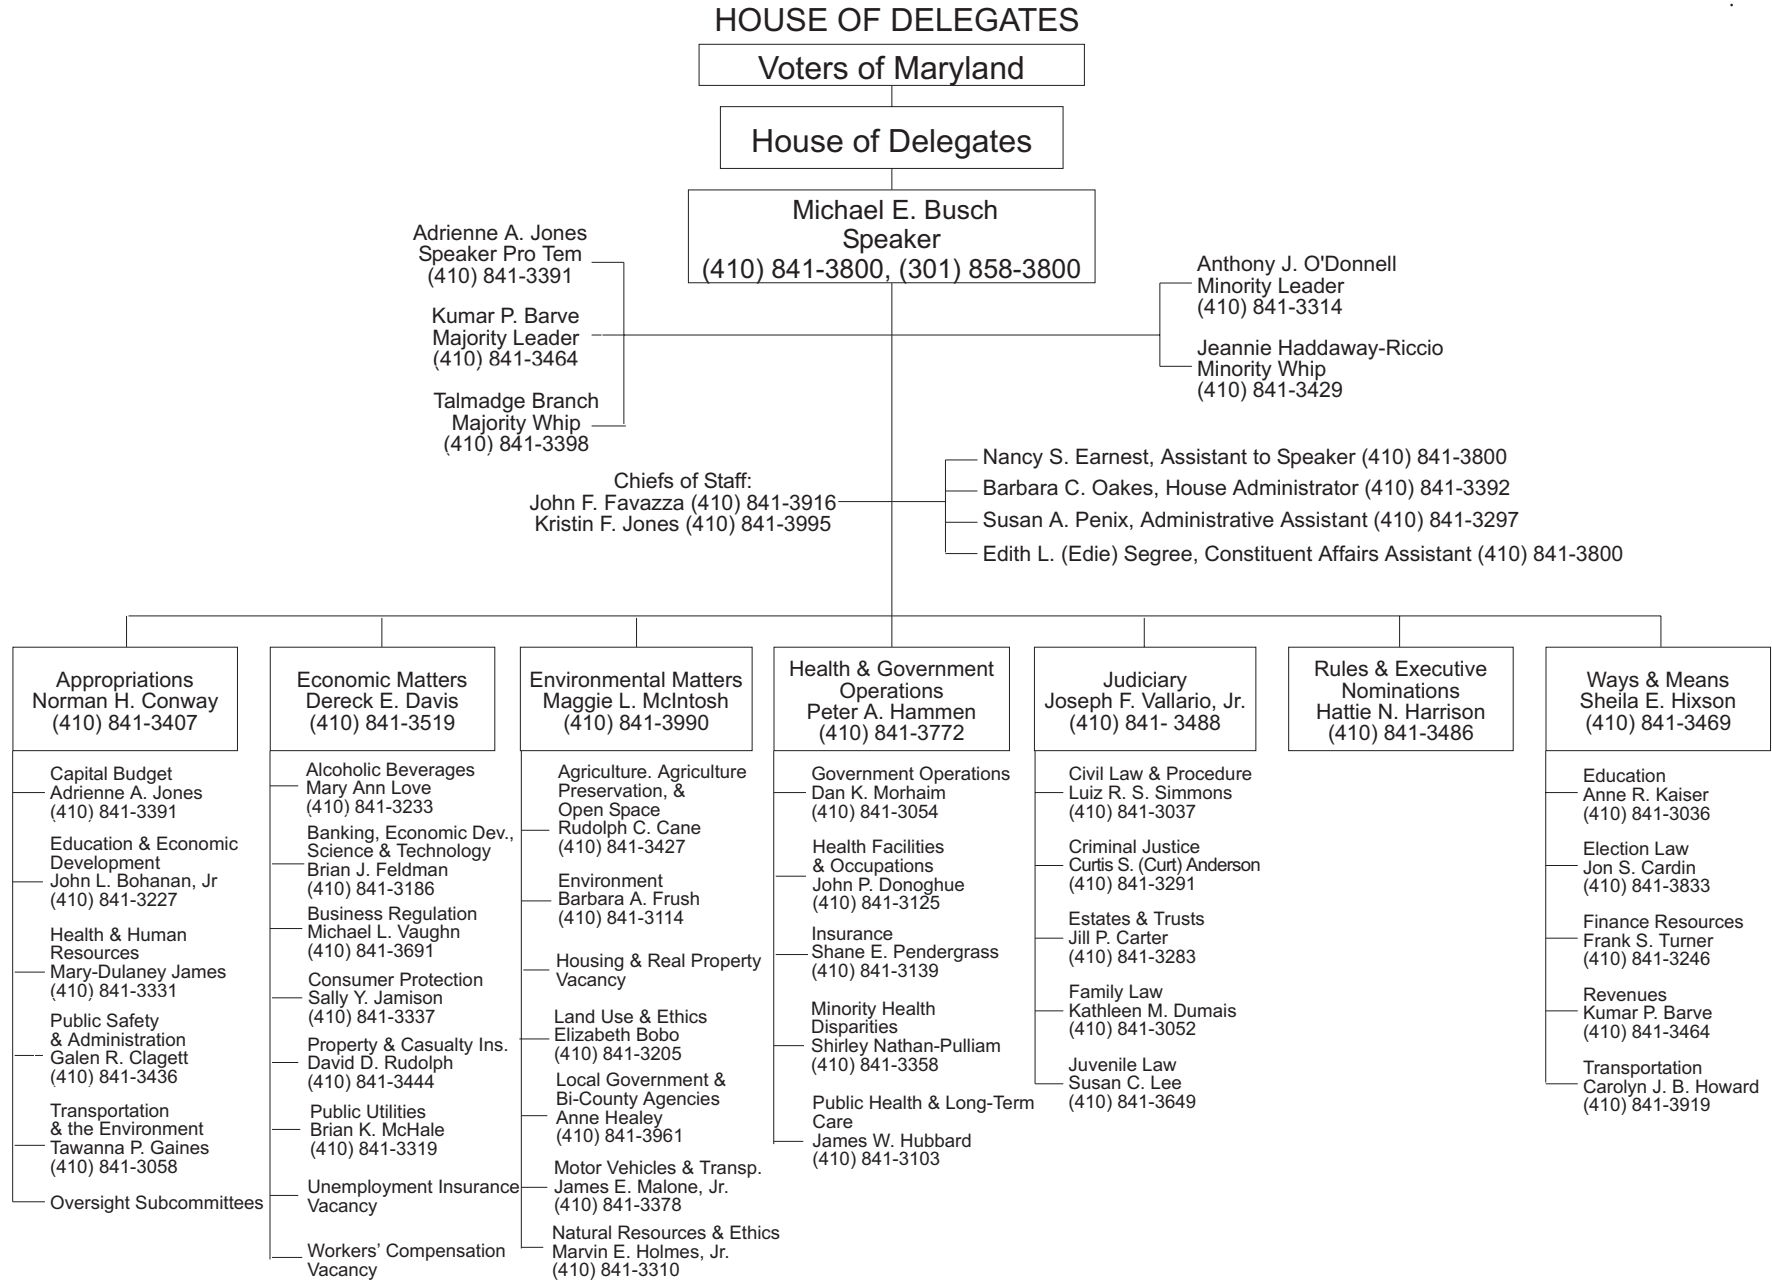 HOUSE OF DELEGATES
Voters of Maryland
House of Delegates
Michael E. Busch
Speaker
(410) 841-3800, (301) 858-3800
Adrienne A. Jones
Speaker Pro Tem
(410) 841-3391
Kumar P. Barve
Majority Leader
(410) 841-3464
Talmadge Branch
Majority Whip
(410) 841-3398
Anthony J. O'Donnell
Minority Leader
(410) 841-3314
Jeannie Haddaway-Riccio
Minority Whip
(410) 841-3429
Chiefs of Staff:
John F. Favazza (410) 841-3916
Kristin F. Jones (410) 841-3995
Nancy S. Earnest, Assistant to Speaker (410) 841-3800
Barbara C. Oakes, House Administrator (410) 841-3392
Susan A. Penix, Administrative Assistant (410) 841-3297
Edith L. (Edie) Segree, Constituent Affairs Assistant (410) 841-3800
Appropriations
Norman H. Conway
(410) 841-3407
Capital Budget
Adrienne A. Jones
(410) 841-3391
Education & Economic
Development
John L. Bohanan, Jr
(410) 841-3227
Health & Human
Resources
Mary-Dulaney James
(410) 841-3331
Public Safety
& Administration
Galen R. Clagett
(410) 841-3436
Transportation
& the Environment
Tawanna P. Gaines
(410) 841-3058
Oversight Subcommittees
Economic Matters
Dereck E. Davis
(410) 841-3519
Alcoholic Beverages
Mary Ann Love
(410) 841-3233
Banking, Economic Dev.,
Science & Technology
Brian J. Feldman
(410) 841-3186
Business Regulation
Michael L. Vaughn
(410) 841-3691
Consumer Protection
Sally Y. Jamison
(410) 841-3337
Property & Casualty Ins.
David D. Rudolph
(410) 841-3444
Public Utilities
Brian K. McHale
(410) 841-3319
Unemployment Insurance
Vacancy
Workers' Compensation
Vacancy
Environmental Matters
Maggie L. McIntosh
(410) 841-3990
Agriculture. Agriculture
Preservation, &
Open Space
Rudolph C. Cane
(410) 841-3427
Environment
Barbara A. Frush
(410) 841-3114
Housing & Real Property
Vacancy
Land Use & Ethics
Elizabeth Bobo
(410) 841-3205
Local Government &
Bi-County Agencies
Anne Healey
(410) 841-3961
Motor Vehicles & Transp.
James E. Malone, Jr.
(410) 841-3378
Natural Resources & Ethics
Marvin E. Holmes, Jr.
(410) 841-3310
Health & Government
Operations
Peter A. Hammen
(410) 841-3772
Government Operations
Dan K. Morhaim
(410) 841-3054
Health Facilities
& Occupations
John P. Donoghue
(410) 841-3125
Insurance
Shane E. Pendergrass
(410) 841-3139
Minority Health
Disparities
Shirley Nathan-Pulliam
(410) 841-3358
Public Health & Long-Term
Care
James W. Hubbard
(410) 841-3103
Judiciary
Joseph F. Vallario, Jr.
(410) 841- 3488
Civil Law & Procedure
Luiz R. S. Simmons
(410) 841-3037
Criminal Justice
Curtis S. (Curt) Anderson
(410) 841-3291
Estates & Trusts
Jill P. Carter
(410) 841-3283
Family Law
Kathleen M. Dumais
(410) 841-3052
Juvenile Law
Susan C. Lee
(410) 841-3649
Rules & Executive
Nominations
Hattie N. Harrison
(410) 841-3486
Ways & Means
Sheila E. Hixson
(410) 841-3469
Education
Anne R. Kaiser
(410) 841-3036
Election Law
Jon S. Cardin
(410) 841-3833
Finance Resources
Frank S. Turner
(410) 841-3246
Revenues
Kumar P. Barve
(410) 841-3464
Transportation
Carolyn J. B. Howard
(410) 841-3919